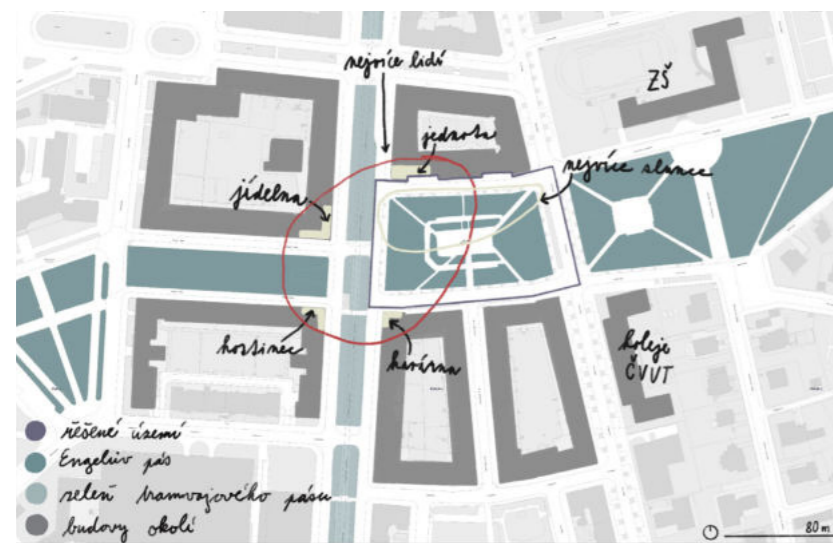 nejvíce lidí
jednota
ZŠ
nejvíce slunce
jídelna
hostinec
kavárna
koleje
ČVUT
řešené území
Engelův pás
zeleň tramvajového pásu
budovy okolí
80 m